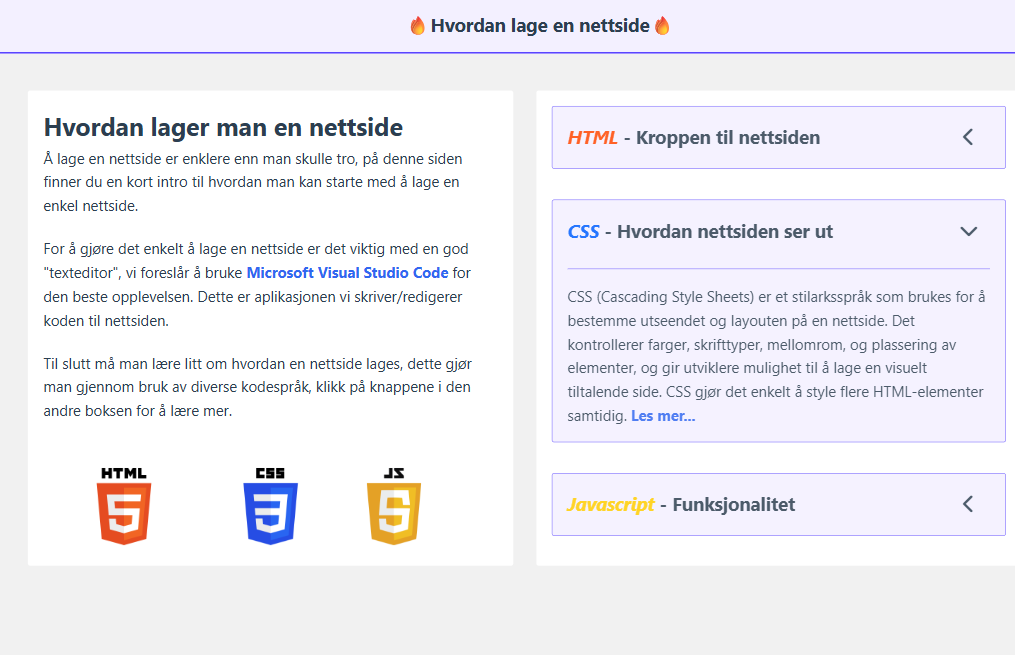 🔥 Hvordan lage en nettside 🔥
Hvordan lager man en nettside
Å lage en nettside er enklere enn man skulle tro, på denne siden
finner du en kort intro til hvordan man kan starte med å lage en
enkel nettside.
For å gjøre det enkelt å lage en nettside er det viktig med en god
"texteditor", vi foreslår å bruke Microsoft Visual Studio Code for
den beste opplevelsen. Dette er aplikasjonen vi skriver/redigerer
koden til nettsiden.
Til slutt må man lære litt om hvordan en nettside lages, dette gjør
man gjennom bruk av diverse kodespråk, klikk på knappene i den
andre boksen for å lære mer.
HTML CSS JS
5 3 S
HTML - Kroppen til nettsiden
CSS - Hvordan nettsiden ser ut
CSS (Cascading Style Sheets) er et stilarksspråk som brukes for å
bestemme utseendet og layouten på en nettside. Det
kontrollerer farger, skrifttyper, mellomrom, og plassering av
elementer, og gir utviklere mulighet til å lage en visuelt
tiltalende side. CSS gjør det enkelt å style flere HTML-elementer
samtidig. Les mer...
Javascript - Funksjonalitet